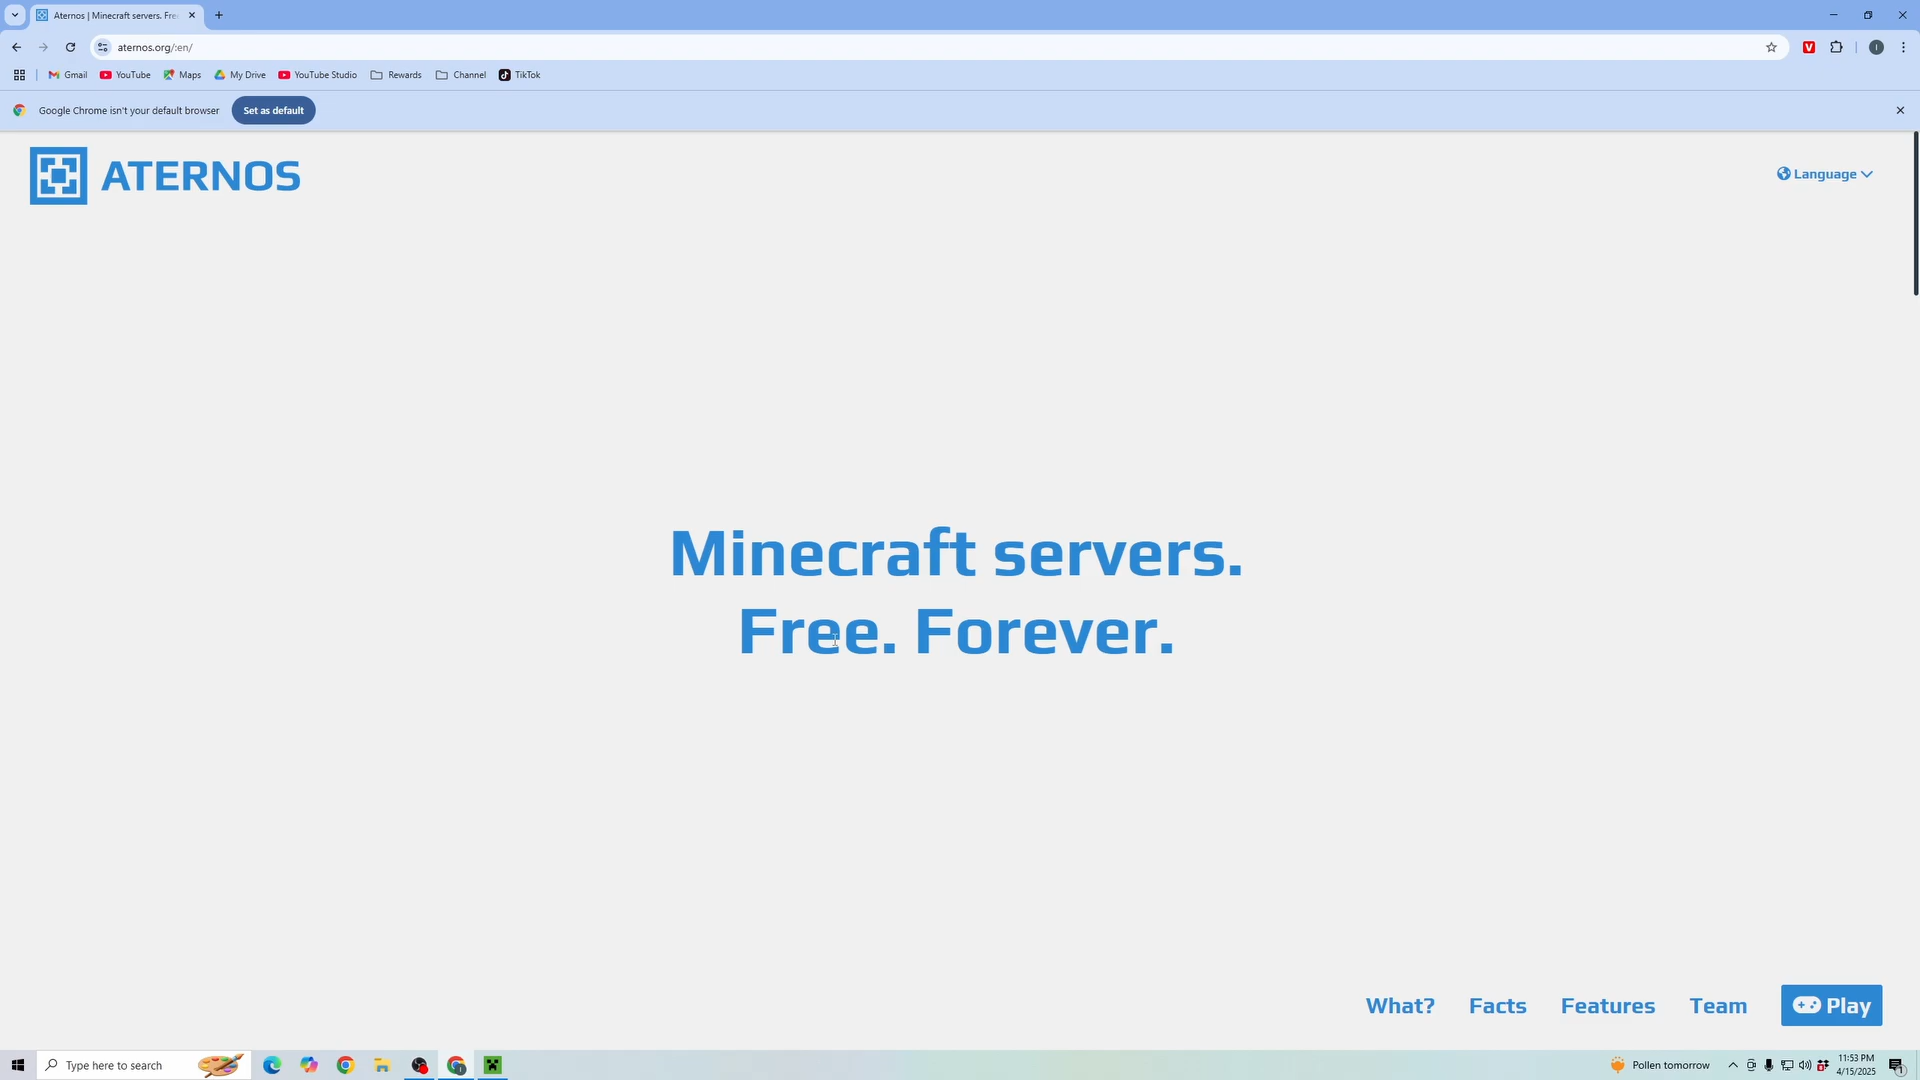 Aternos | Minecraft servers. Fre
aternos.org/:en/
Gmail
YouTube
Maps
My Drive
YouTube Studio
Rewards
Channel
TikTok
Google Chrome isn't your default browser
Set as default
ATERNOS
Language
Minecraft servers.
Free. Forever.
What?
Facts
Features
Team
Play
Type here to search
Pollen tomorrow
11:53 PM
4/15/2025